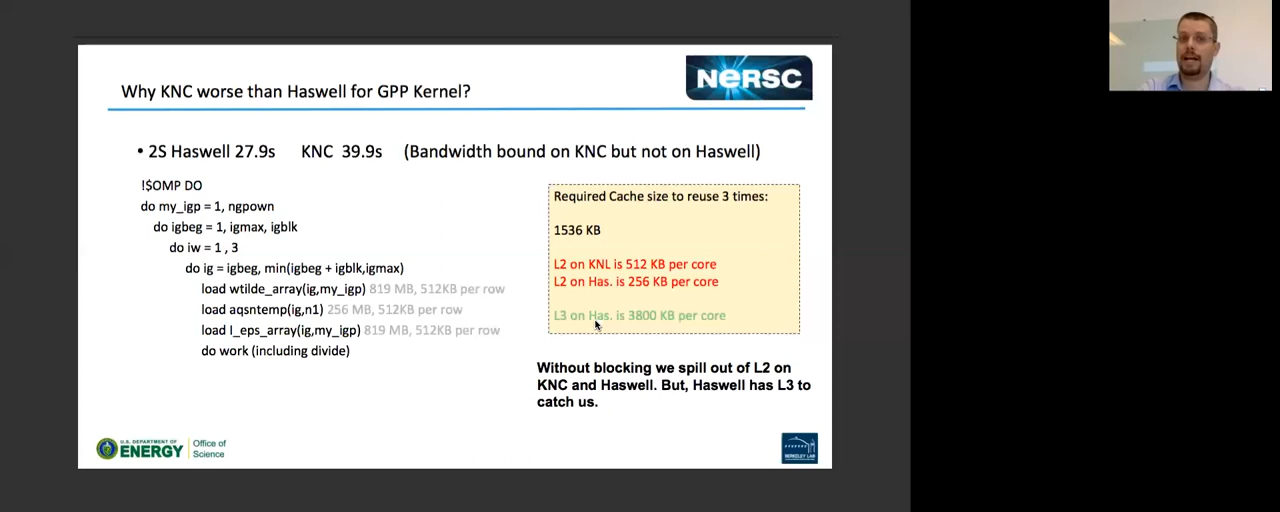 Why KNC worse than Haswell for GPP Kernel?
NERSC
• 2S Haswell 27.9s KNC 39.9s (Bandwidth bound on KNC but not on Haswell)
!$OMP DO
do my_igp = 1, ngpown
do igbeg = 1, igmax, igblk
do iw = 1 , 3
do ig = igbeg, min(igbeg + igblk,igmax)
load wtilde_array(ig,my_igp) 819 MB, 512KB per row
load aqsntemp(ig,n1) 256 MB, 512KB per row
load I_eps_array(ig,my_igp) 819 MB, 512KB per row
do work (including divide)
Required Cache size to reuse 3 times:
1536 KB
L2 on KNL is 512 KB per core
L2 on Has. is 256 KB per core
L3 on Has. is 3800 KB per core
Without blocking we spill out of L2 on
KNC and Haswell. But, Haswell has L3 to
catch us.
U.S. DEPARTMENT OF
ENERGY
Office of
Science
BERKELEY LAB